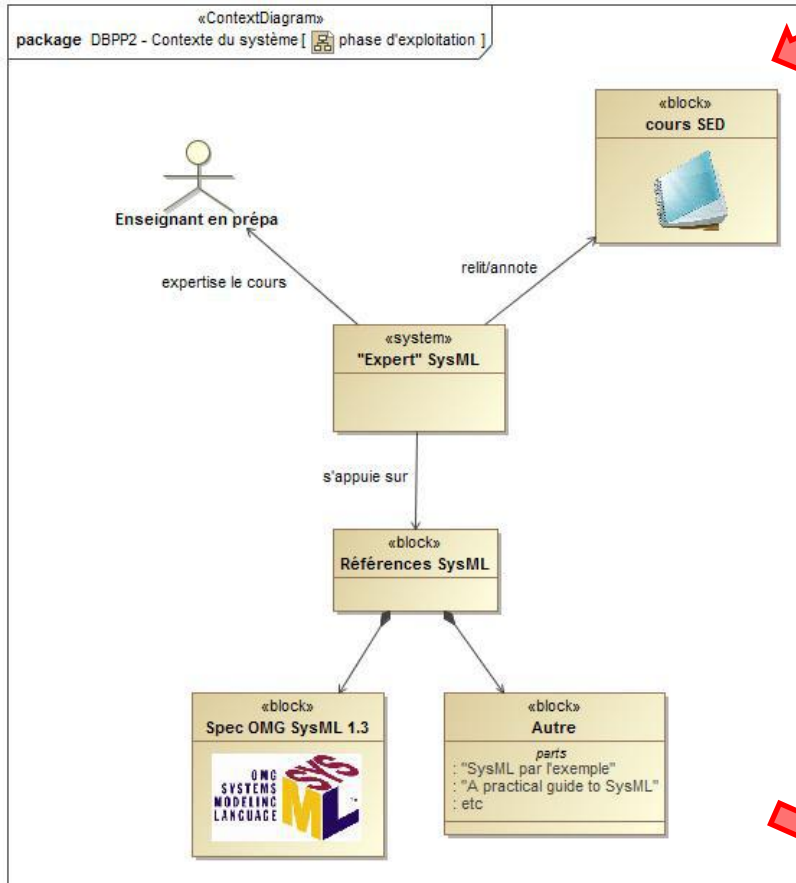 «ContextDiagram»
package DBPP2 - Contexte du système [ phase d'exploitation ]
«block»
cours SED
Enseignant en prépa
expertise le cours
relit/annote
«system»
"Expert" SysML
s'appuie sur
«block»
Références SysML
«block»
Spec OMG SysML 1.3
OMG
SYSTEMS
MODELING
LANGUAGE
SYS
ML
«block»
Autre
parts
: "SysML par l'exemple"
: "A practical guide to SysML"
: etc